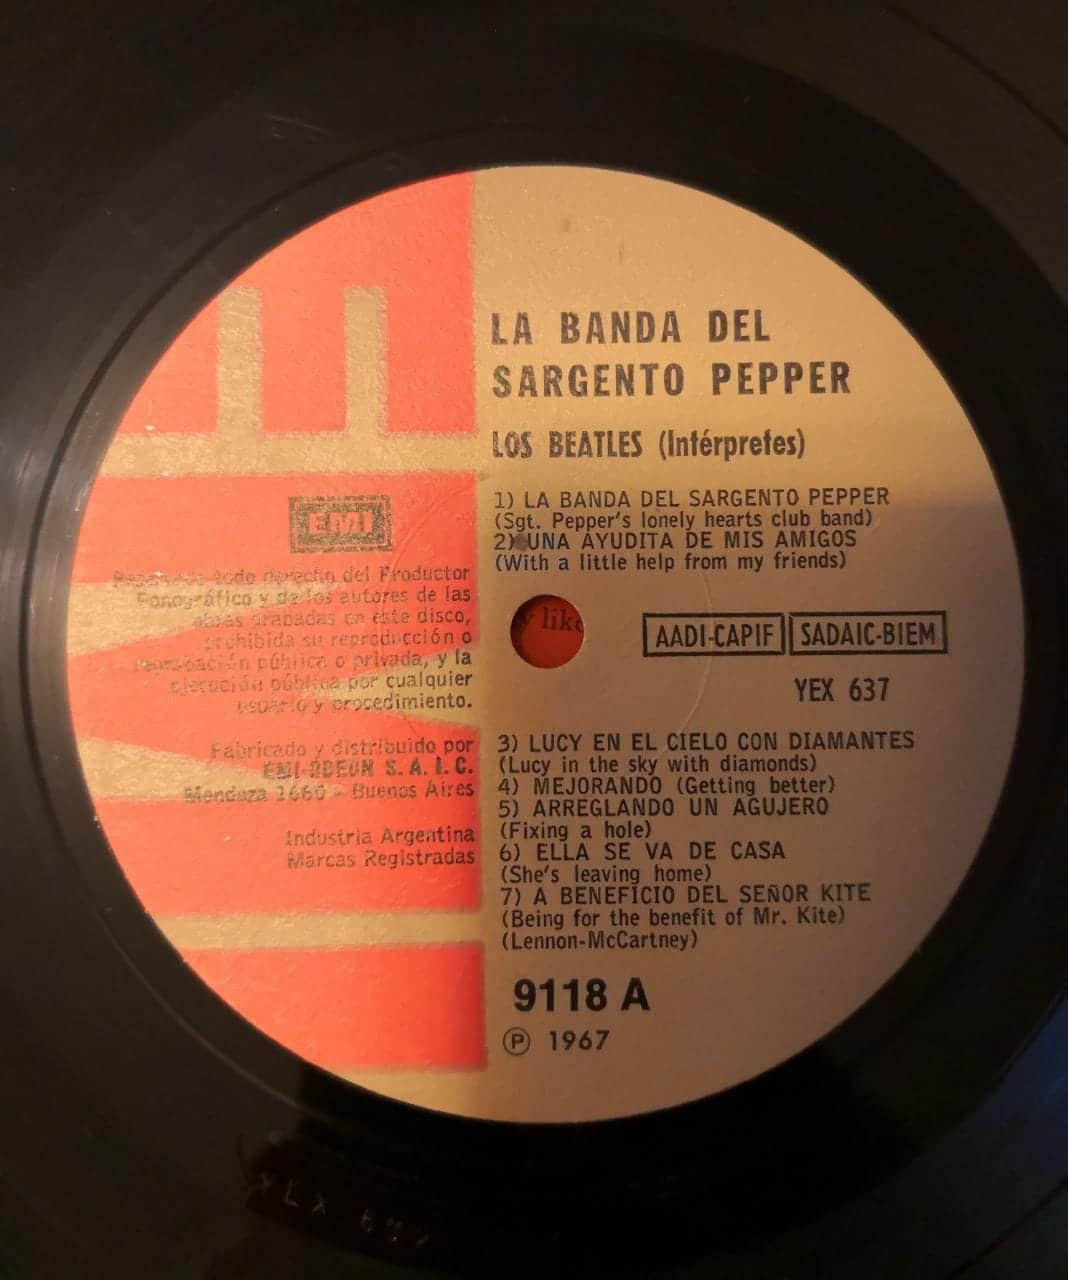 LA BANDA DEL
SARGENTO PEPPER
LOS BEATLES (Intérpretes)
1) LA BANDA DEL SARGENTO PEPPER
(Sgt. Pepper's lonely hearts club band)
2) UNA AYUDITA DE MIS AMIGOS
(With a little help from my friends)
EMI
Reservado todo derecho del Productor
Fonográfico y de los autores de las
obras grabadas en este disco,
prohibida su reproducción o
regrabación pública o privada, y la
ejecución pública por cualquier
usuario y procedimiento.
Fabricado y distribuido por
EMI-ODEON S. A. I. C.
Mendoza 1660 - Buenos Aires
Industria Argentina
Marcas Registradas
like
AADI-CAPIF SADAIC-BIEM
YEX 637
3) LUCY EN EL CIELO CON DIAMANTES
(Lucy in the sky with diamonds)
4) MEJORANDO (Getting better)
5) ARREGLANDO UN AGUJERO
(Fixing a hole)
6) ELLA SE VA DE CASA
(She's leaving home)
7) A BENEFICIO DEL SEÑOR KITE
(Being for the benefit of Mr. Kite)
(Lennon-McCartney)
9118 A
Ⓟ 1967